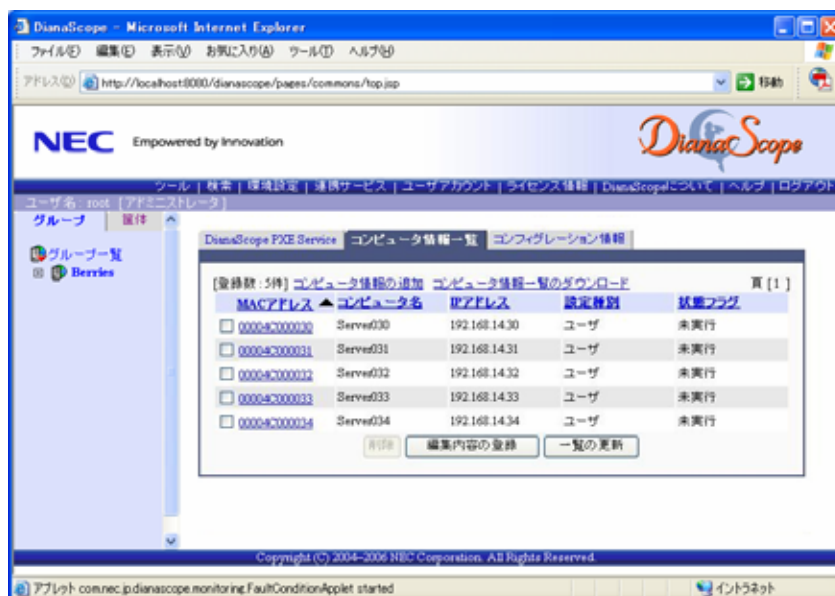 DianaScope - Microsoft Internet Explorer
ファイル(F) 編集(E) 表示(V) お気に入り(A) ツール(T) ヘルプ(H)
アドレス(D) http://localhost:8080/dianascope/pages/commons/top.jsp 移動
NEC Empowered by Innovation DianaScope
ツール | 検索 | 環境設定 | 連携サービス | ユーザアカウント | ライセンス情報 | DianaScopeについて | ヘルプ | ログアウト
ユーザ名 : root [アドミニストレータ]
グループ 筐体
グループ一覧
Berries
DianaScope PXE Service コンピュータ情報一覧 コンフィグレーション情報
[登録数 : 5件] コンピュータ情報の追加 コンピュータ情報一覧のダウンロード 頁 [1 ]
MACアドレス ▲ コンピュータ名 IPアドレス 設定種別 状態フラグ
00004C000030 Server030 192.168.14.30 ユーザ 未実行
00004C000031 Server031 192.168.14.31 ユーザ 未実行
00004C000032 Server032 192.168.14.32 ユーザ 未実行
00004C000033 Server033 192.168.14.33 ユーザ 未実行
00004C000034 Server034 192.168.14.34 ユーザ 未実行
削除 編集内容の登録 一覧の更新
Copyright (C) 2004-2006 NEC Corporation. All Rights Reserved.
アプレット com.nec.jp.dianascope.monitoring.FaultConditionApplet started イントラネット